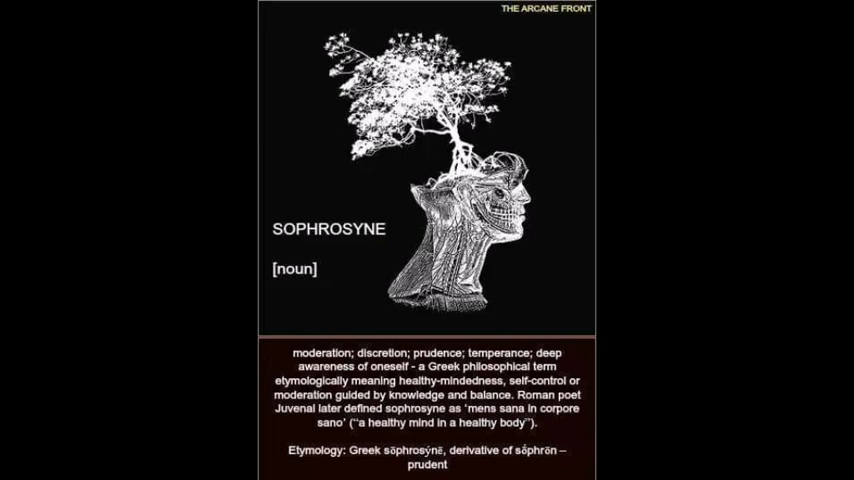 THE ARCANE FRONT
SOPHROSYNE
[noun]
moderation; discretion; prudence; temperance; deep
awareness of oneself - a Greek philosophical term
etymologically meaning healthy-mindedness, self-control or
moderation guided by knowledge and balance. Roman poet
Juvenal later defined sophrosyne as 'mens sana in corpore
sano' (“a healthy mind in a healthy body”).
Etymology: Greek sōphrosýnē, derivative of sṓphrōn –
prudent